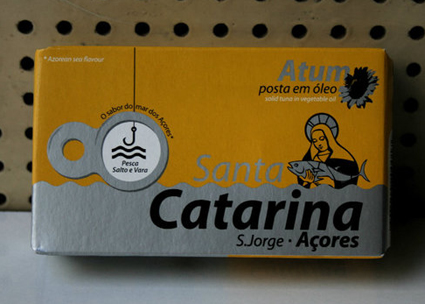 * Azorean sea flavour
Atum
posta em óleo
solid tuna in vegetable oil
O sabor do mar dos Açores*
Pesca
Salto e Vara
Santa
Catarina
S.Jorge · Açores